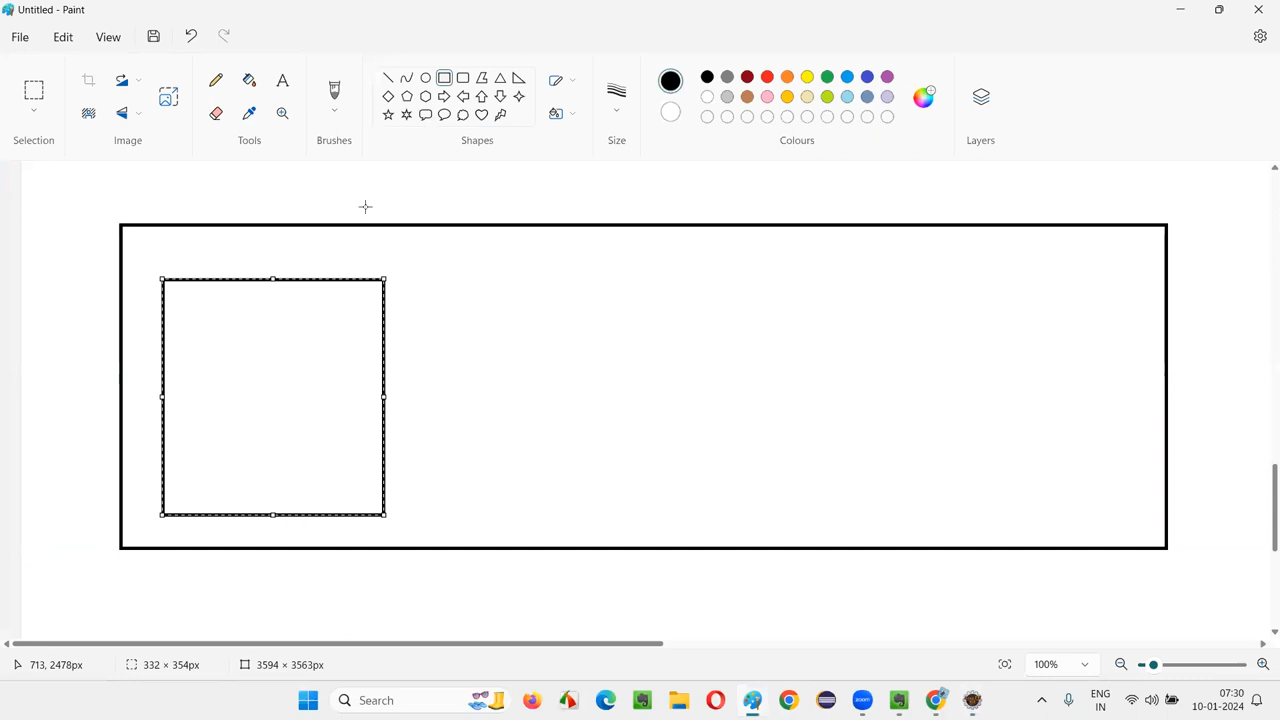 Untitled - Paint
File Edit View
Selection Image Tools Brushes Shapes Size Colours Layers
713, 2478px 332 × 354px 3594 × 3563px 100%
Search ENG 07:30
IN 10-01-2024